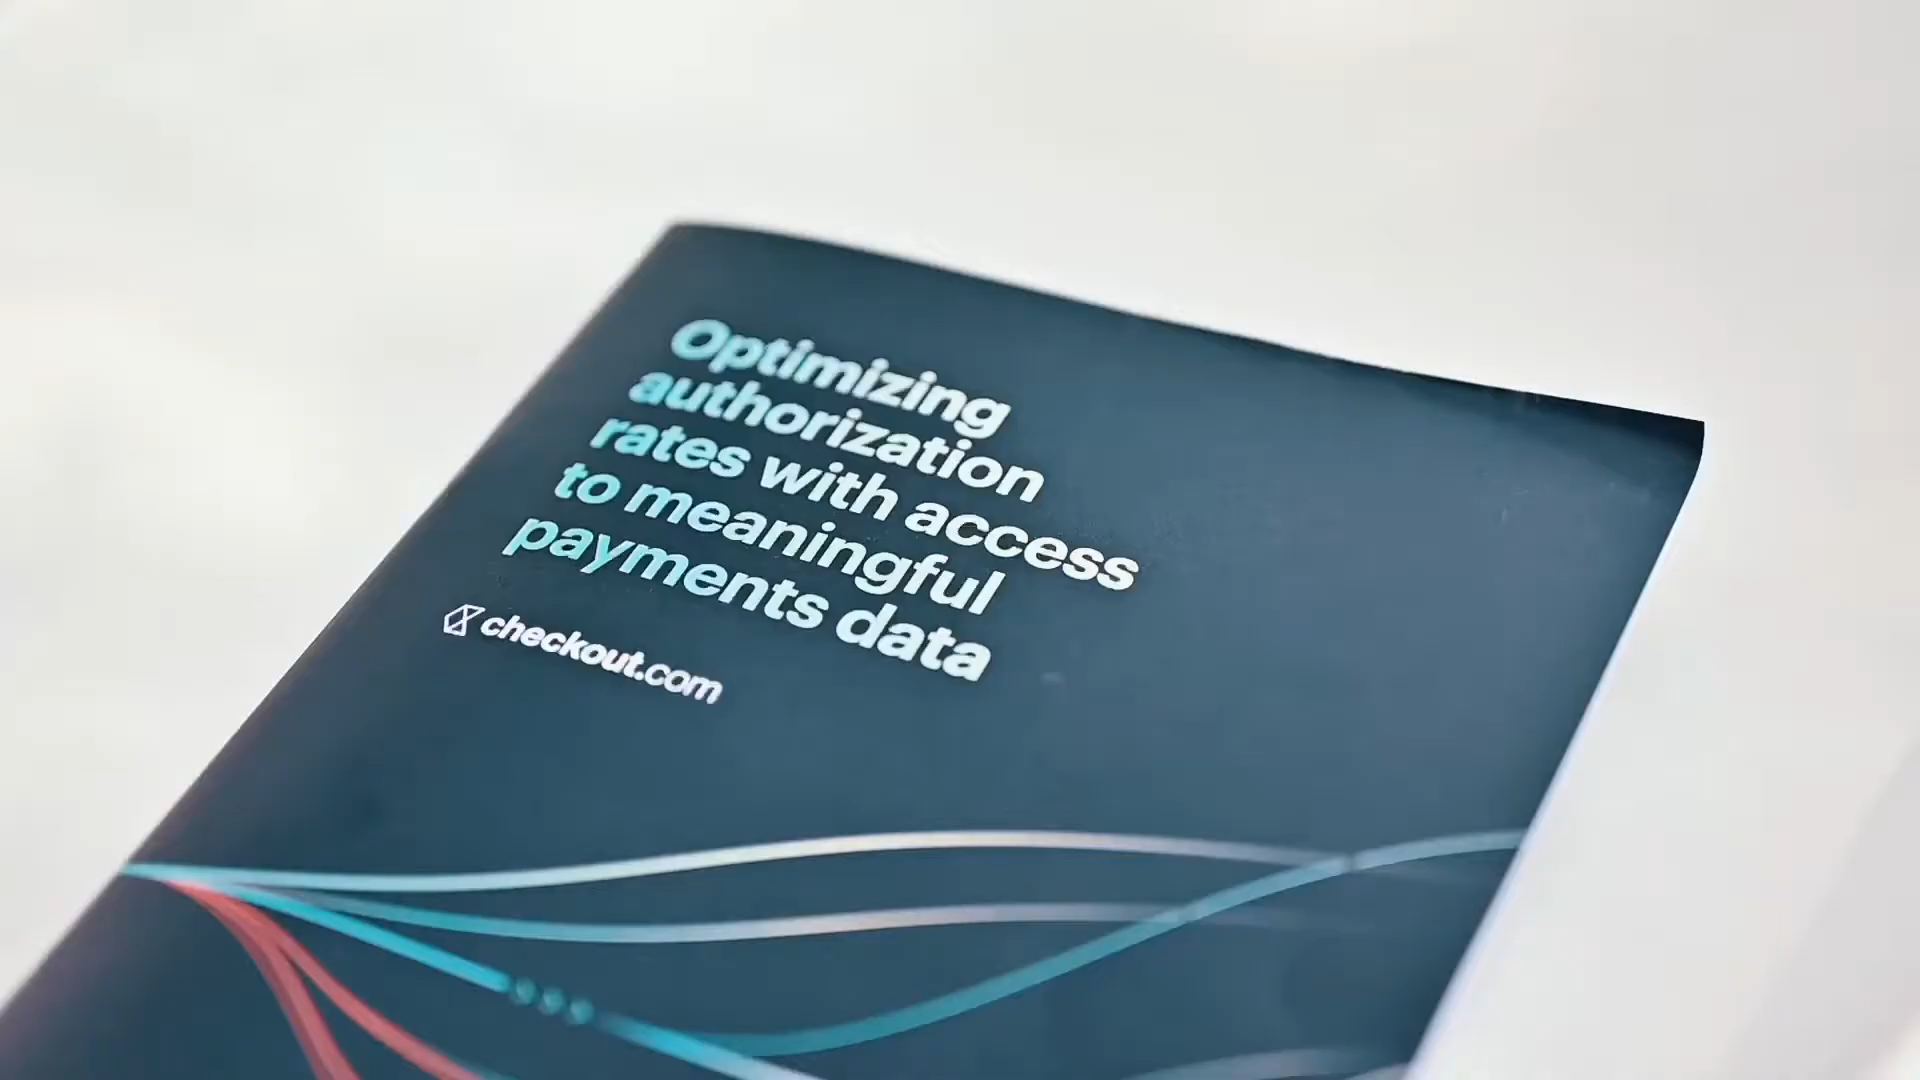 Optimizing
authorization
rates with access
to meaningful
payments data
checkout.com